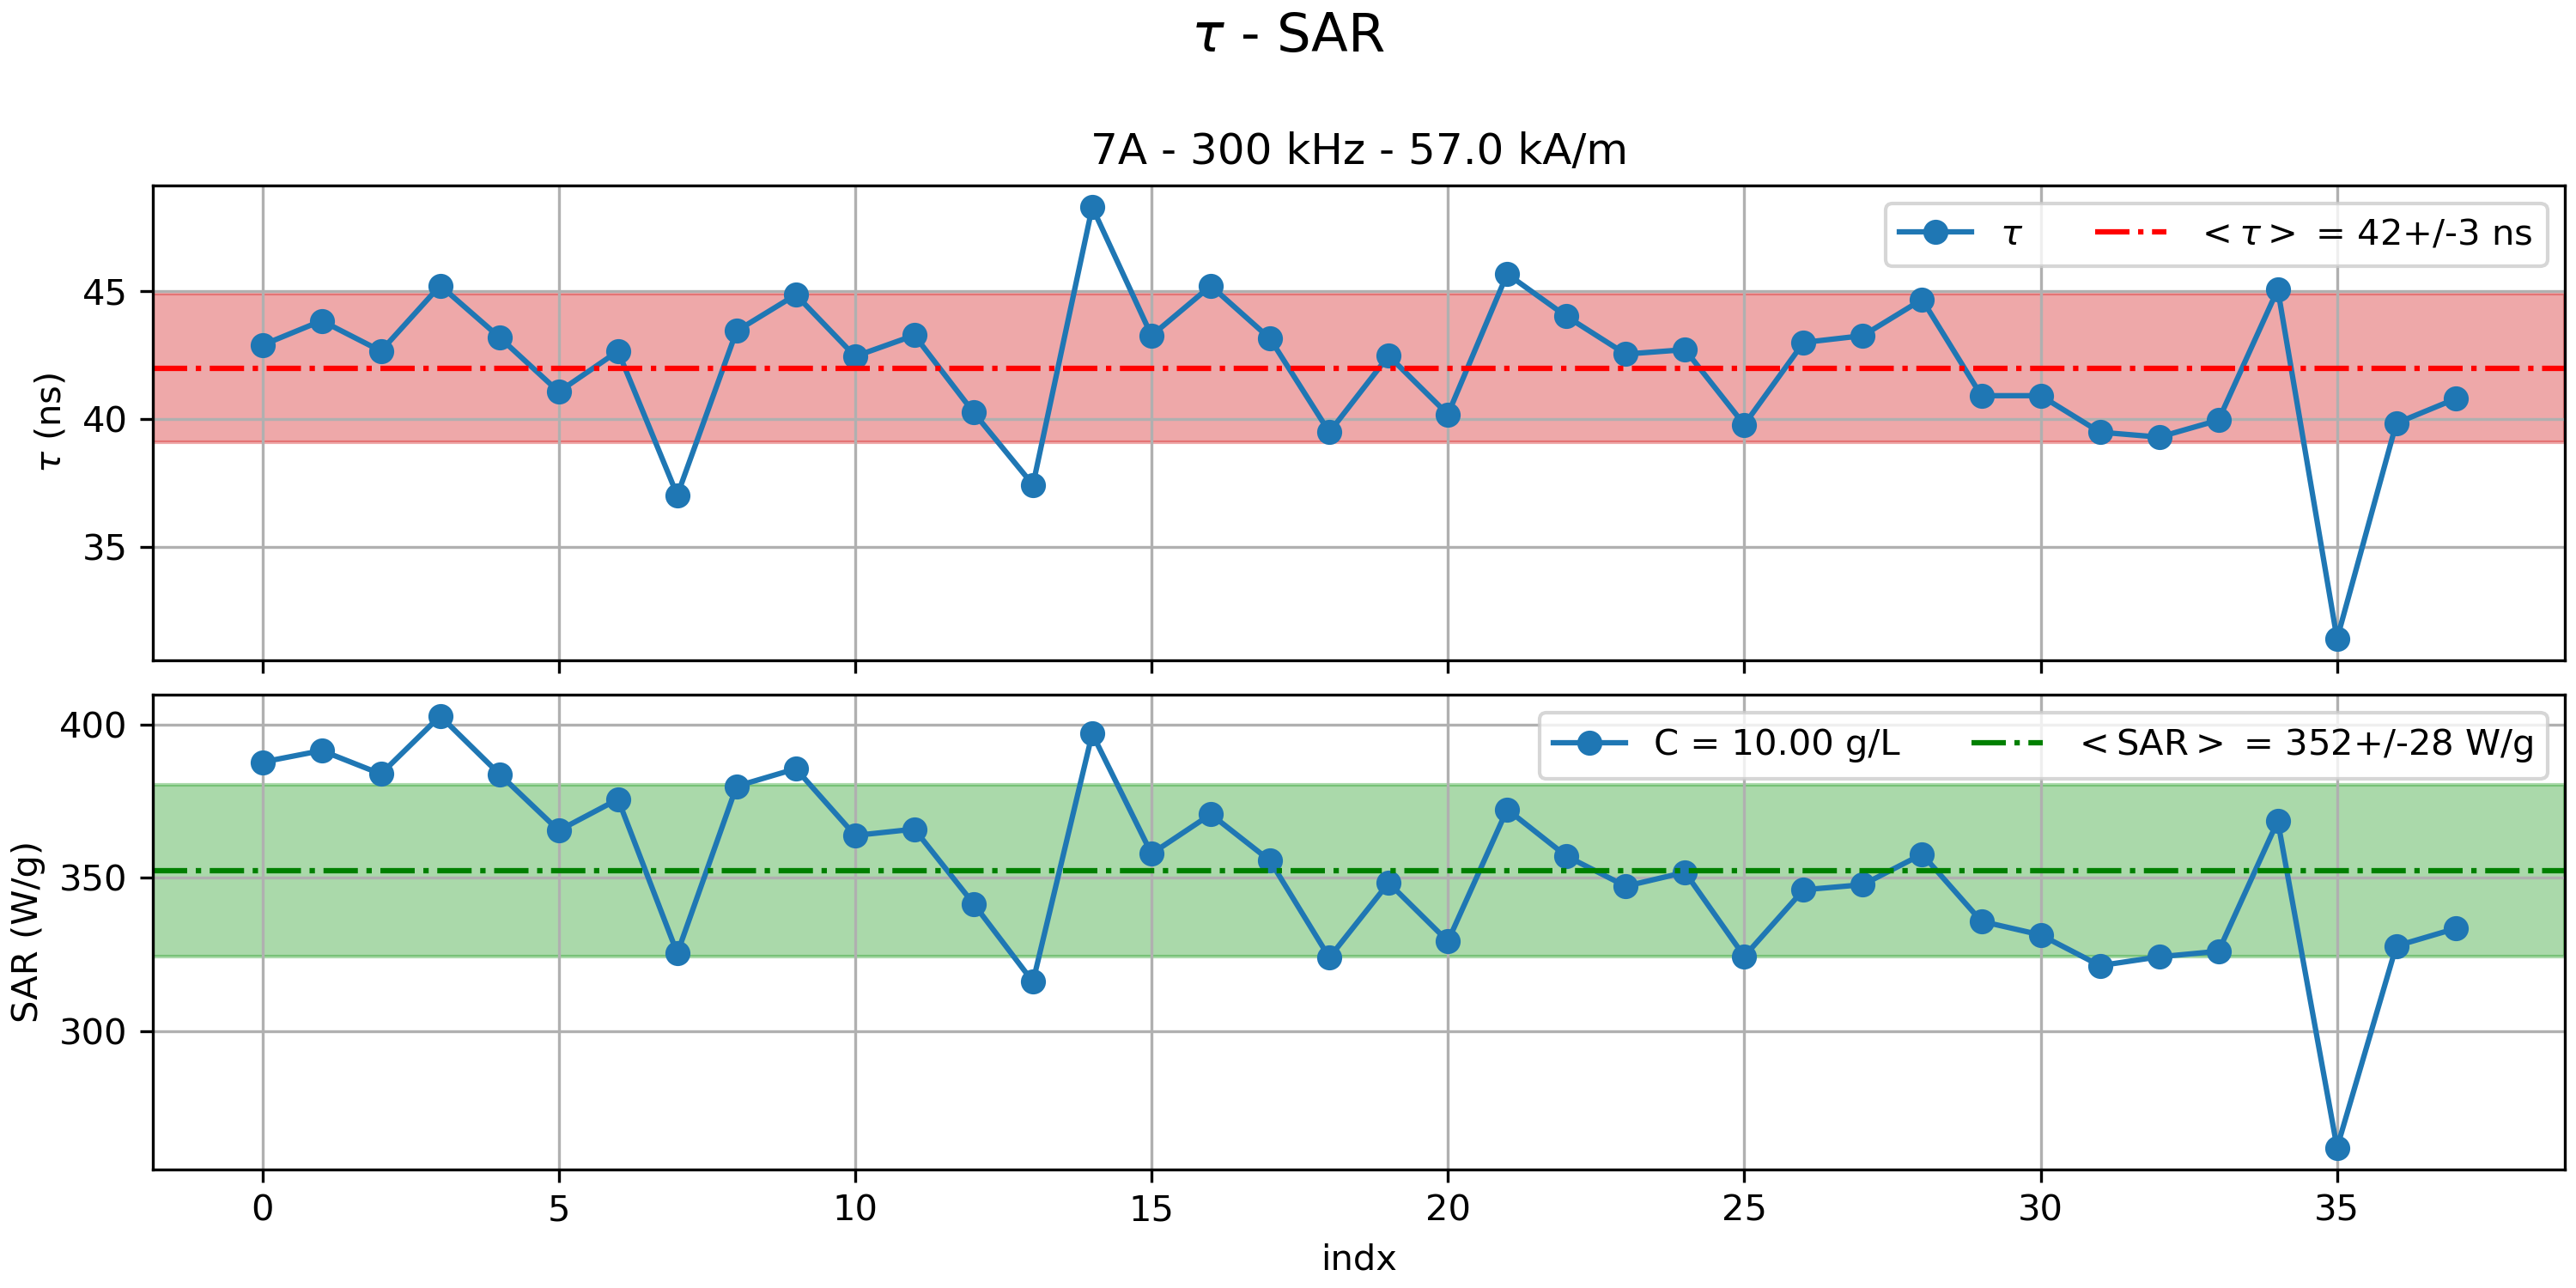 τ - SAR
7A - 300 kHz - 57.0 kA/m
τ
<τ> = 42+/-3 ns
45
40
35
τ (ns)
C = 10.00 g/L
<SAR> = 352+/-28 W/g
400
350
300
SAR (W/g)
0 5 10 15 20 25 30 35
indx